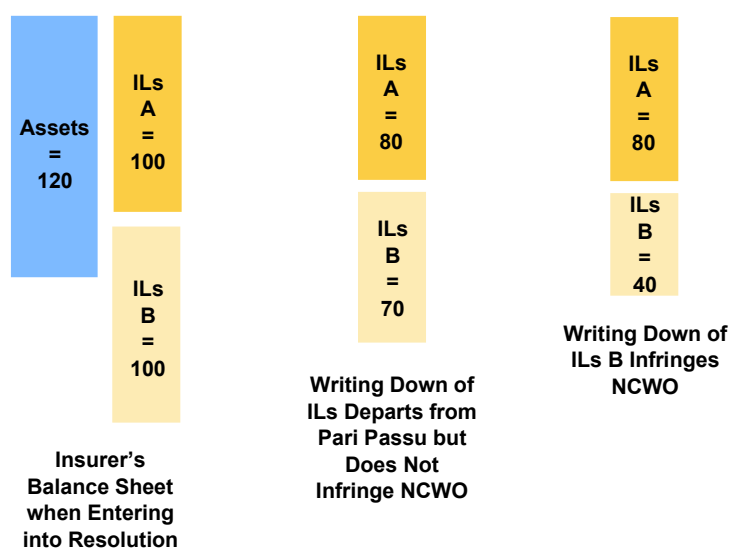 Assets
=
120
ILs
A
=
100
ILs
B
=
100
Insurer's
Balance Sheet
when Entering
into Resolution
ILs
A
=
80
ILs
B
=
70
Writing Down of
ILs Departs from
Pari Passu but
Does Not
Infringe NCWO
ILs
A
=
80
ILs
B
=
40
Writing Down of
ILs B Infringes
NCWO